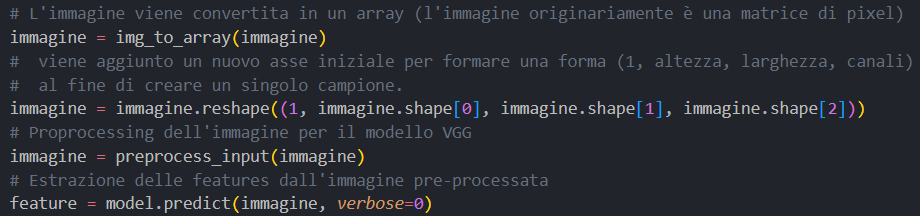 # L'immagine viene convertita in un array (l'immagine originariamente è una matrice di pixel)
immagine = img_to_array(immagine)
#  viene aggiunto un nuovo asse iniziale per formare una forma (1, altezza, larghezza, canali)
#  al fine di creare un singolo campione.
immagine = immagine.reshape((1, immagine.shape[0], immagine.shape[1], immagine.shape[2]))
# Proprocessing dell'immagine per il modello VGG
immagine = preprocess_input(immagine)
# Estrazione delle features dall'immagine pre-processata
feature = model.predict(immagine, verbose=0)